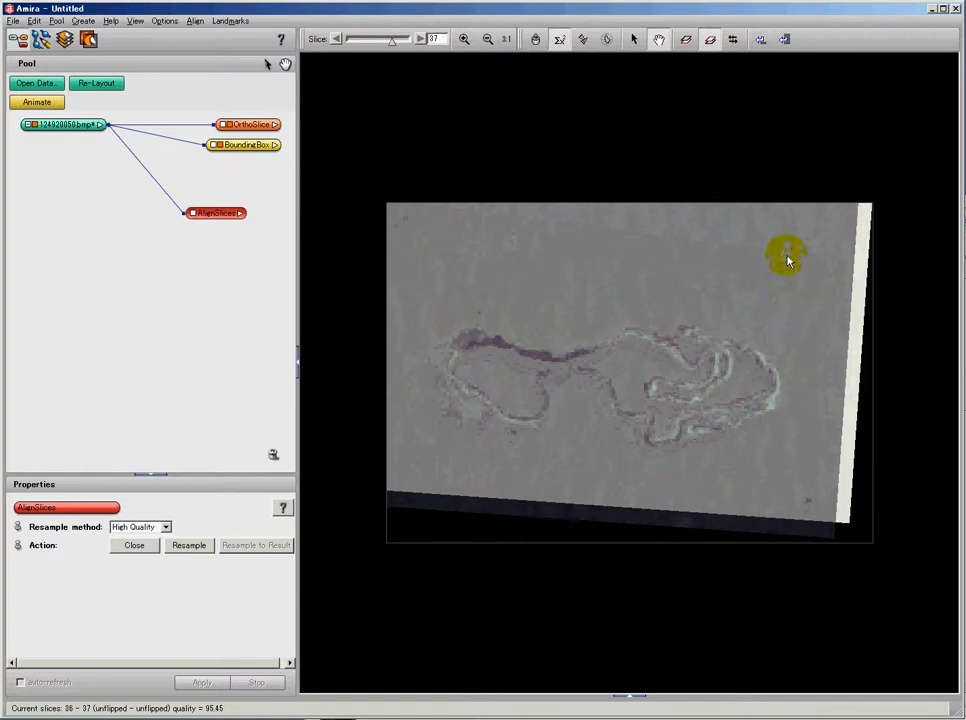 Amira - Untitled
File Edit Pool Create Help View Options Align Landmarks
Slice: 37 3:1
Pool
Open Data... Re-Layout
Animate
124920050.bmp* OrthoSlice
BoundingBox
AlignSlices
Properties
AlignSlices ?
Resample method: High Quality
Action: Close Resample Resample to Result
auto-refresh Apply Stop
Current slices: 36 - 37 (unflipped - unflipped) quality = 95.45